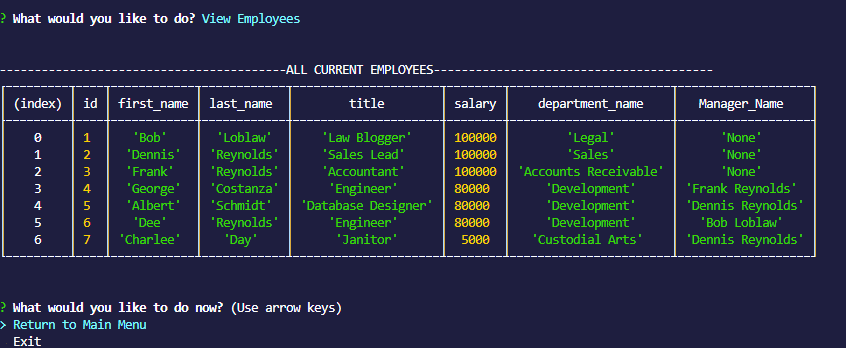 ? What would you like to do? View Employees
----------------------------------------ALL CURRENT EMPLOYEES----------------------------------------
(index) id first_name last_name title salary department_name Manager_Name
0 1 'Bob' 'Loblaw' 'Law Blogger' 100000 'Legal' 'None'
1 2 'Dennis' 'Reynolds' 'Sales Lead' 100000 'Sales' 'None'
2 3 'Frank' 'Reynolds' 'Accountant' 100000 'Accounts Receivable' 'None'
3 4 'George' 'Costanza' 'Engineer' 80000 'Development' 'Frank Reynolds'
4 5 'Albert' 'Schmidt' 'Database Designer' 80000 'Development' 'Dennis Reynolds'
5 6 'Dee' 'Reynolds' 'Engineer' 80000 'Development' 'Bob Loblaw'
6 7 'Charlee' 'Day' 'Janitor' 5000 'Custodial Arts' 'Dennis Reynolds'
? What would you like to do now? (Use arrow keys)
> Return to Main Menu
Exit